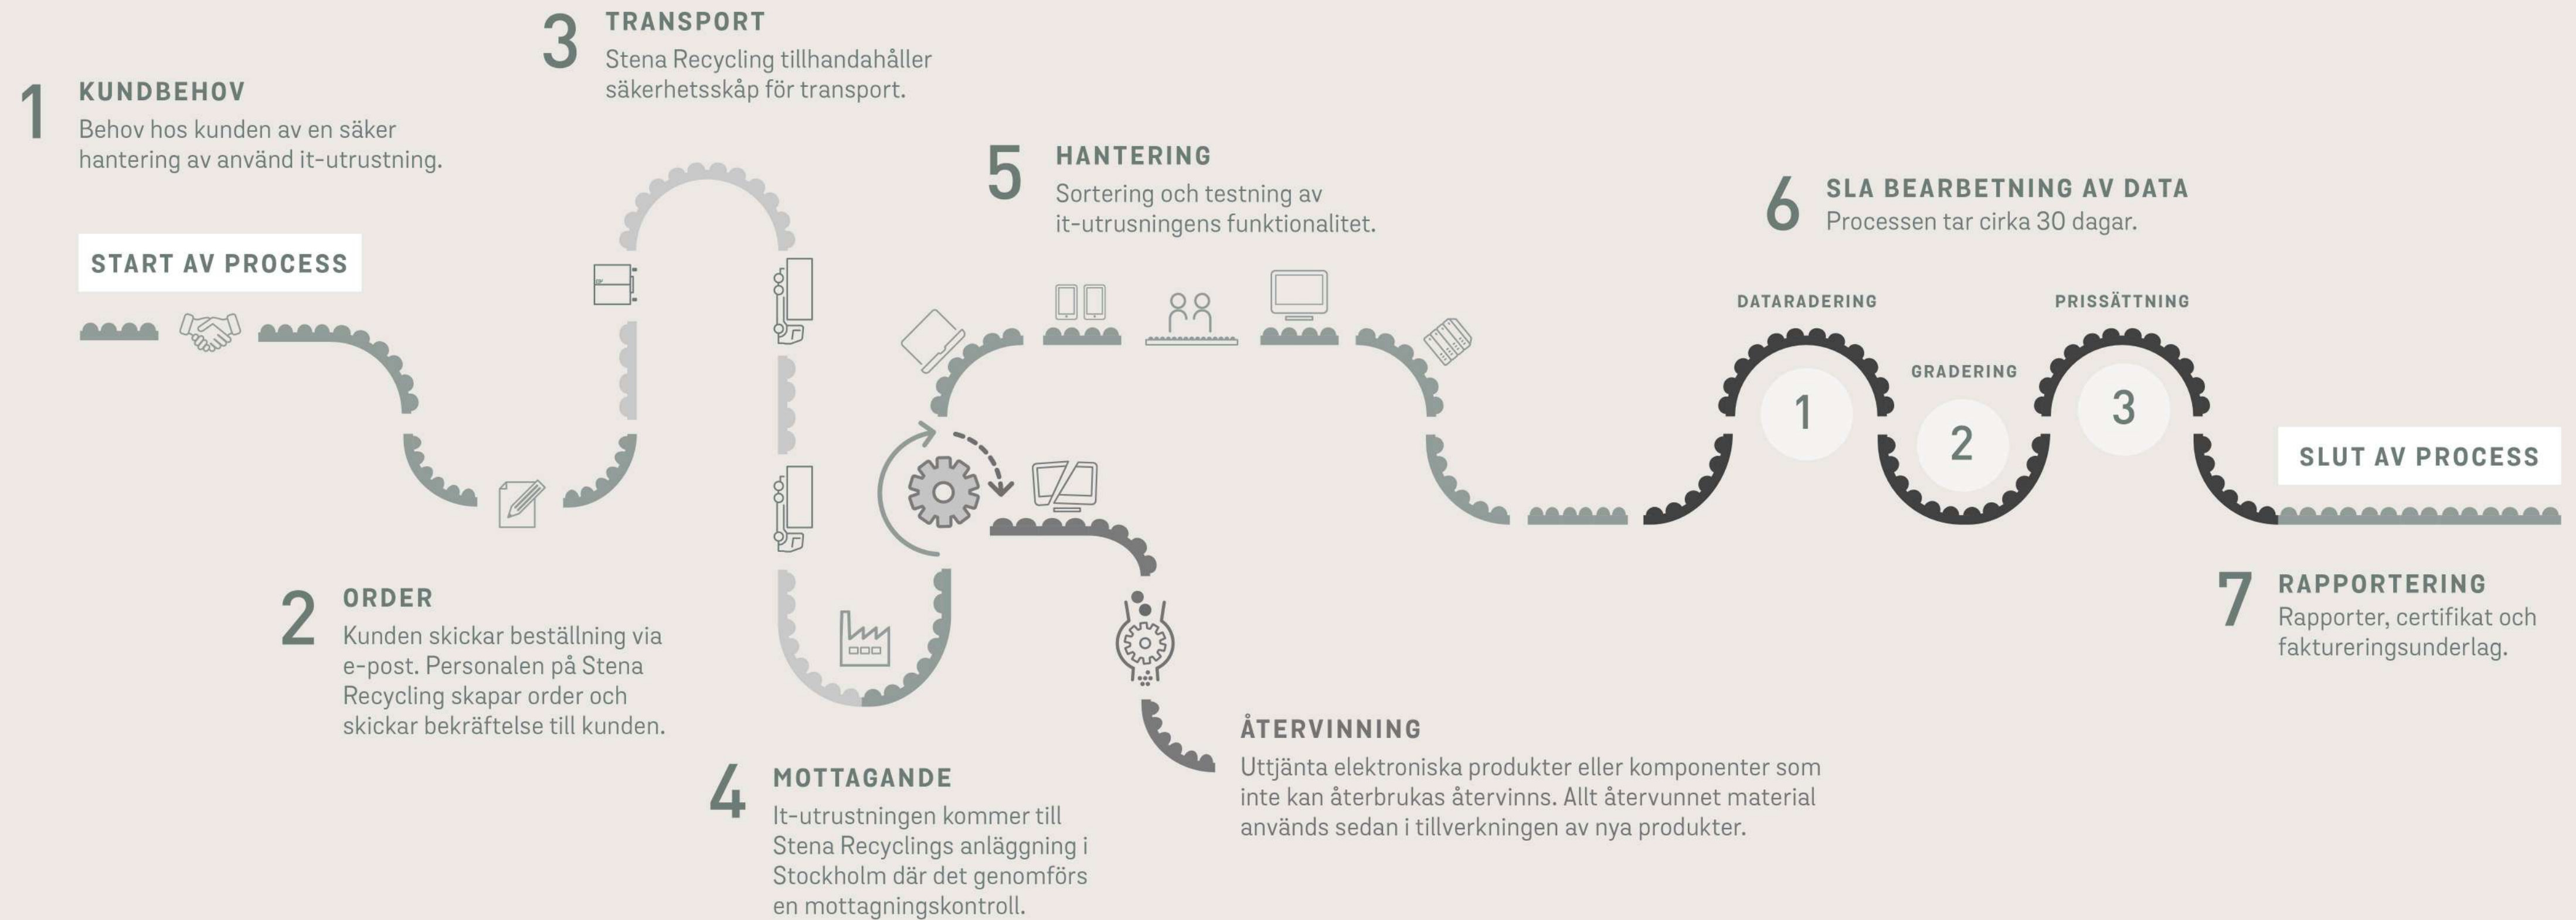 1
KUNDBEHOV
Behov hos kunden av en säker
hantering av använd it-utrustning.
START AV PROCESS
2
ORDER
Kunden skickar beställning via
e-post. Personalen på Stena
Recycling skapar order och
skickar bekräftelse till kunden.
3
TRANSPORT
Stena Recycling tillhandahåller
säkerhetsskåp för transport.
4
MOTTAGANDE
It-utrustningen kommer till
Stena Recyclings anläggning i
Stockholm där det genomförs
en mottagningskontroll.
5
HANTERING
Sortering och testning av
it-utrusningens funktionalitet.
ÅTERVINNING
Uttjänta elektroniska produkter eller komponenter som
inte kan återbrukas återvinns. Allt återvunnet material
används sedan i tillverkningen av nya produkter.
6
SLA BEARBETNING AV DATA
Processen tar cirka 30 dagar.
DATARADERING
1
GRADERING
2
PRISSÄTTNING
3
SLUT AV PROCESS
7
RAPPORTERING
Rapporter, certifikat och
faktureringsunderlag.